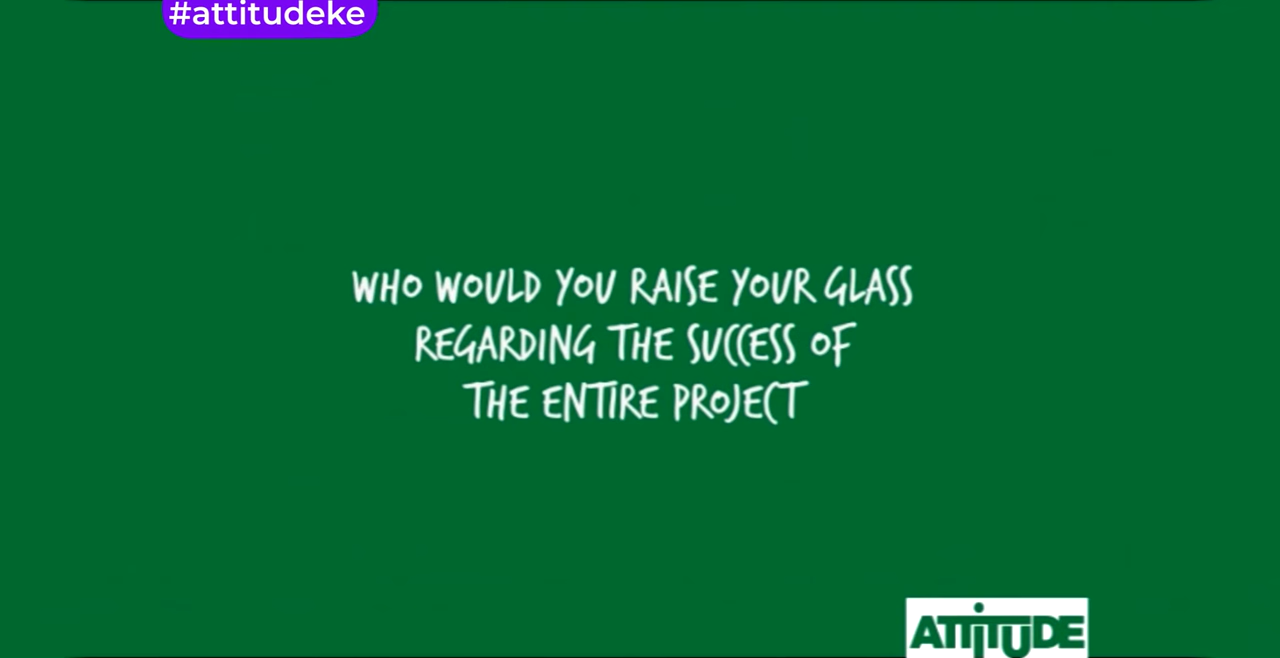 #attitudeke
WHO WOULD YOU RAISE YOUR GLASS
REGARDING THE SUCCESS OF
THE ENTIRE PROJECT
ATTiTUDE